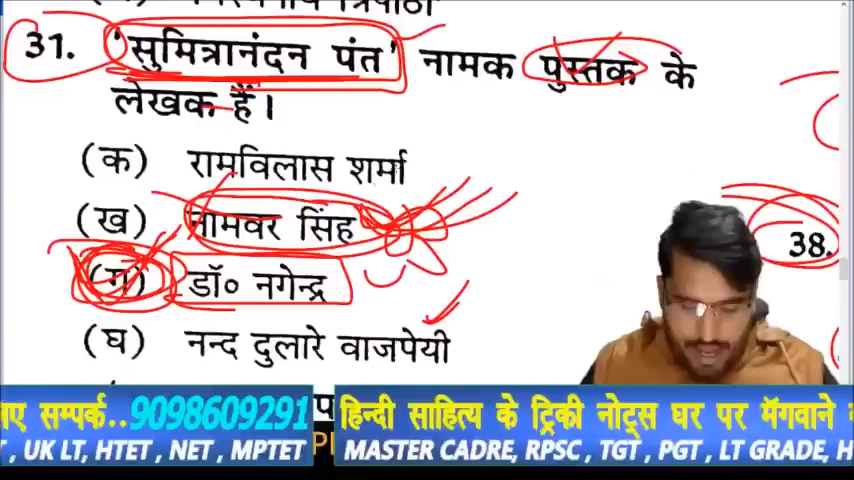 31. 'सुमित्रानंदन पंत' नामक पुस्तक के
लेखक हैं।
(क) रामविलास शर्मा
(ख) नामवर सिंह
(ग) डॉ० नगेन्द्र
(घ) नन्द दुलारे वाजपेयी
38.
सम्पर्क..9098609291 हिन्दी साहित्य के ट्रिकी नोट्स घर पर मॅगवाने
, UK LT, HTET , NET , MPTET MASTER CADRE, RPSC , TGT , PGT , LT GRADE, H